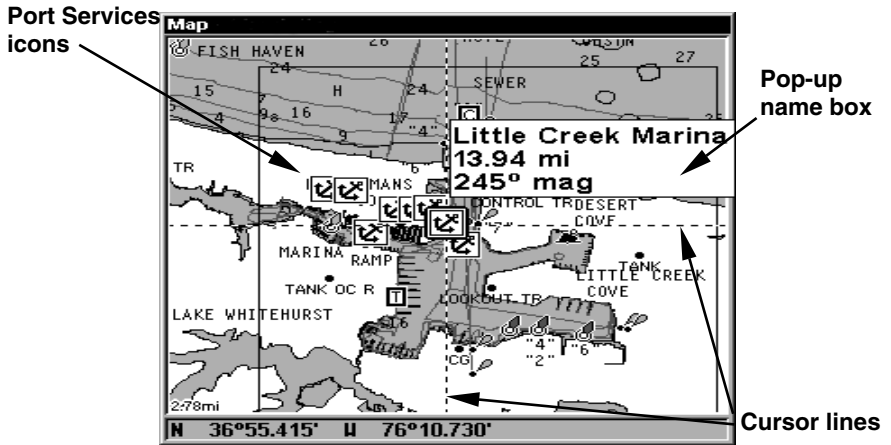 Port Services
icons
Map
FISH HAVEN
26
25
27
24
SEWER
15
H
24
7
16
17
4
9
"4"
C
Pop-up
name box
Little Creek Marina
13.94 mi
245º mag
TR
"6
MANS
CONTROL TR
DESERT
COVE
"7"
MARINA
RAMP
TANK
TANK
OC R
T
LITTLE CREEK
COVE
LOOKOUT TR
LAKE WHITEHURST
16
CG
"4"
"2"
"6"
2.78mi
Cursor lines
N 36º55.415' W 76º10.730'